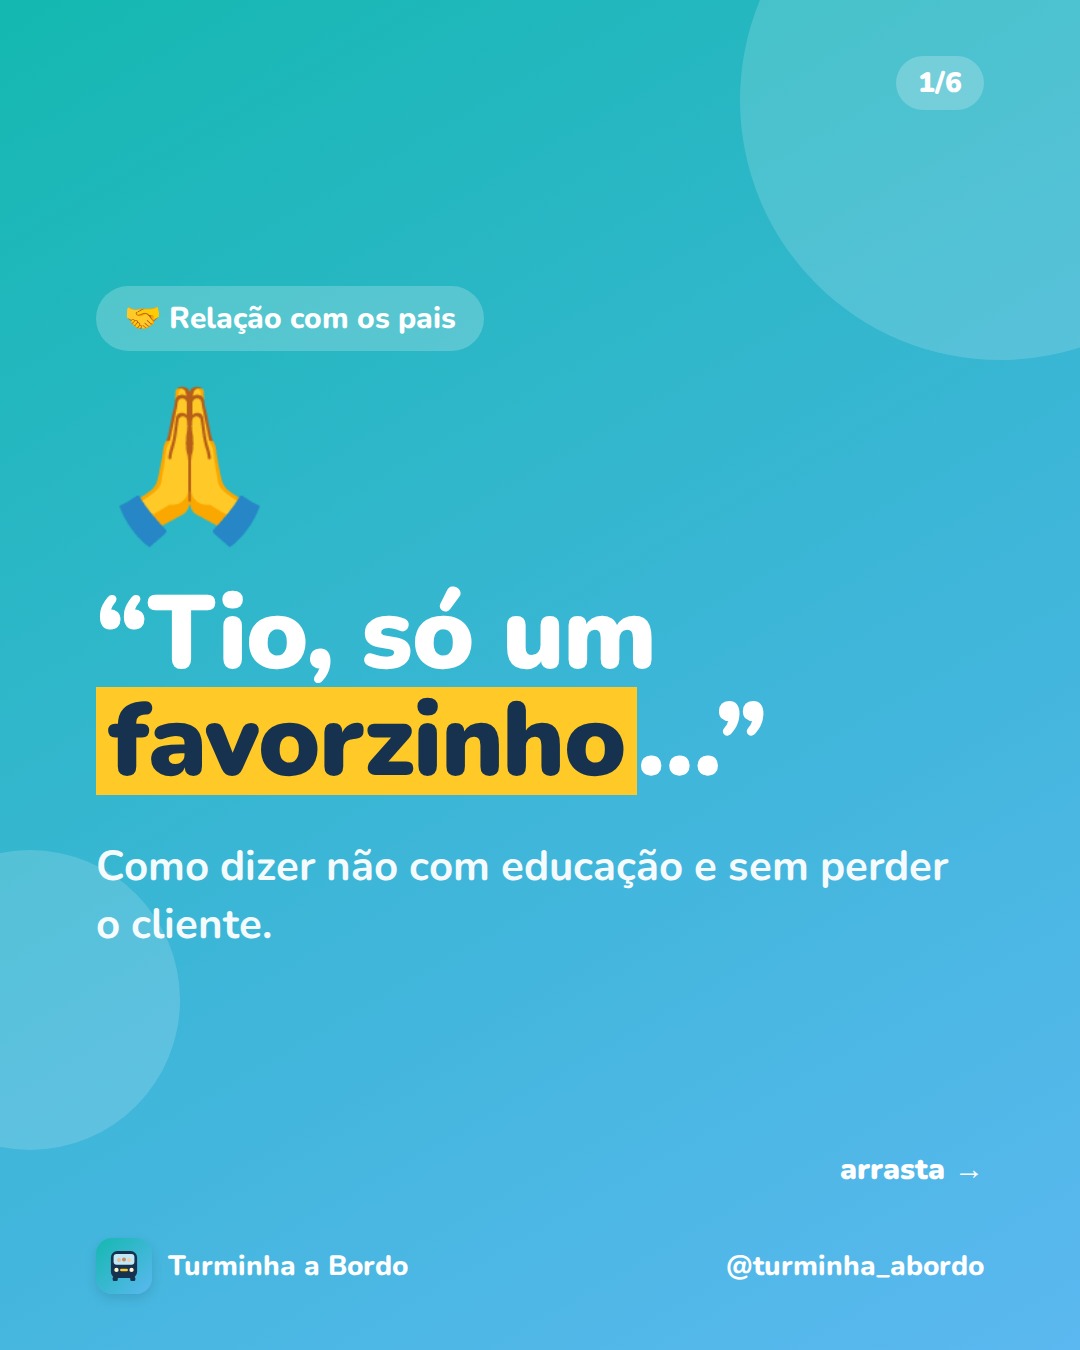 1/6
🤝 Relação com os pais
🙏
“Tio, só um
favorzinho...”
Como dizer não com educação e sem perder
o cliente.
arrasta →
Turminha a Bordo
@turminha_abordo